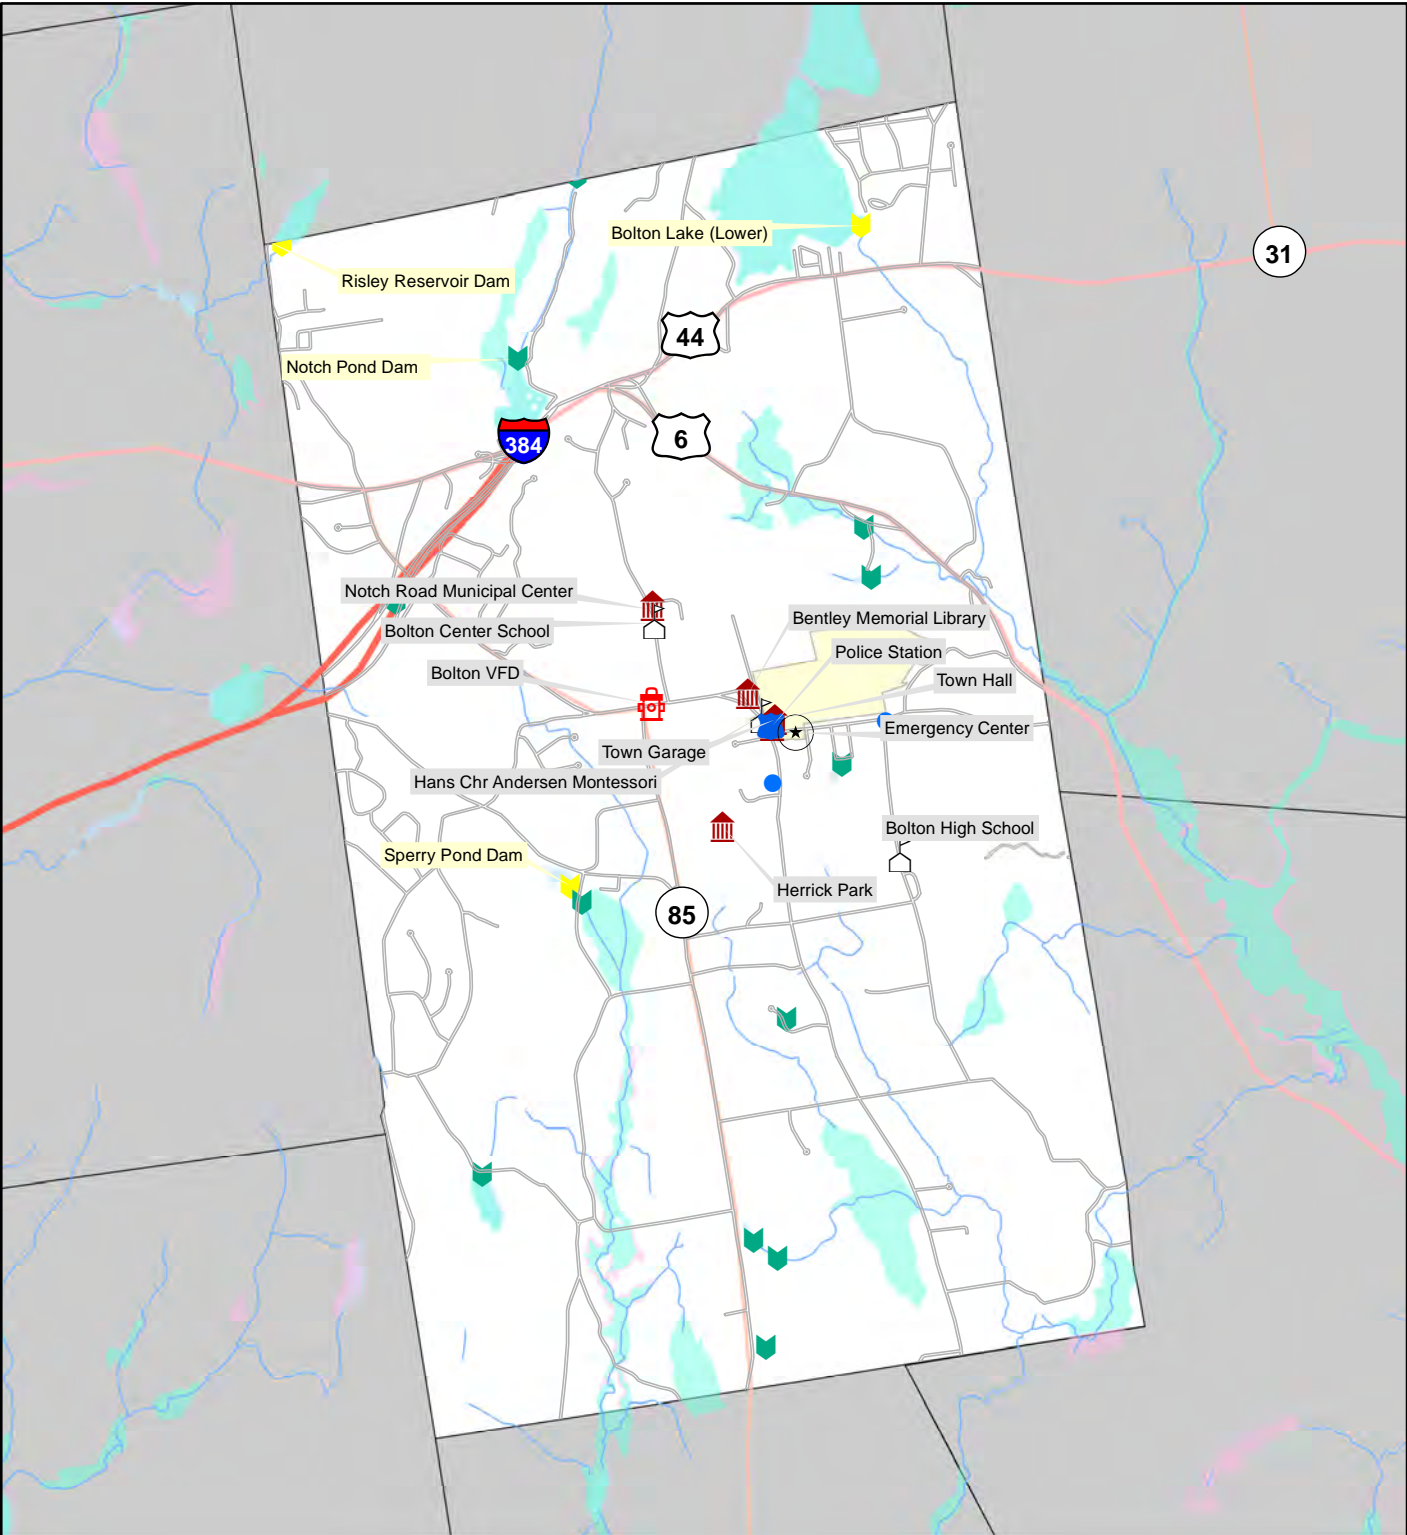 Bolton Lake (Lower)
31
Risley Reservoir Dam
44
Notch Pond Dam
6
384
Notch Road Municipal Center
Bentley Memorial Library
Bolton Center School
Police Station
Bolton VFD
Town Hall
Emergency Center
Town Garage
Hans Chr Andersen Montessori
Bolton High School
Sperry Pond Dam
Herrick Park
85